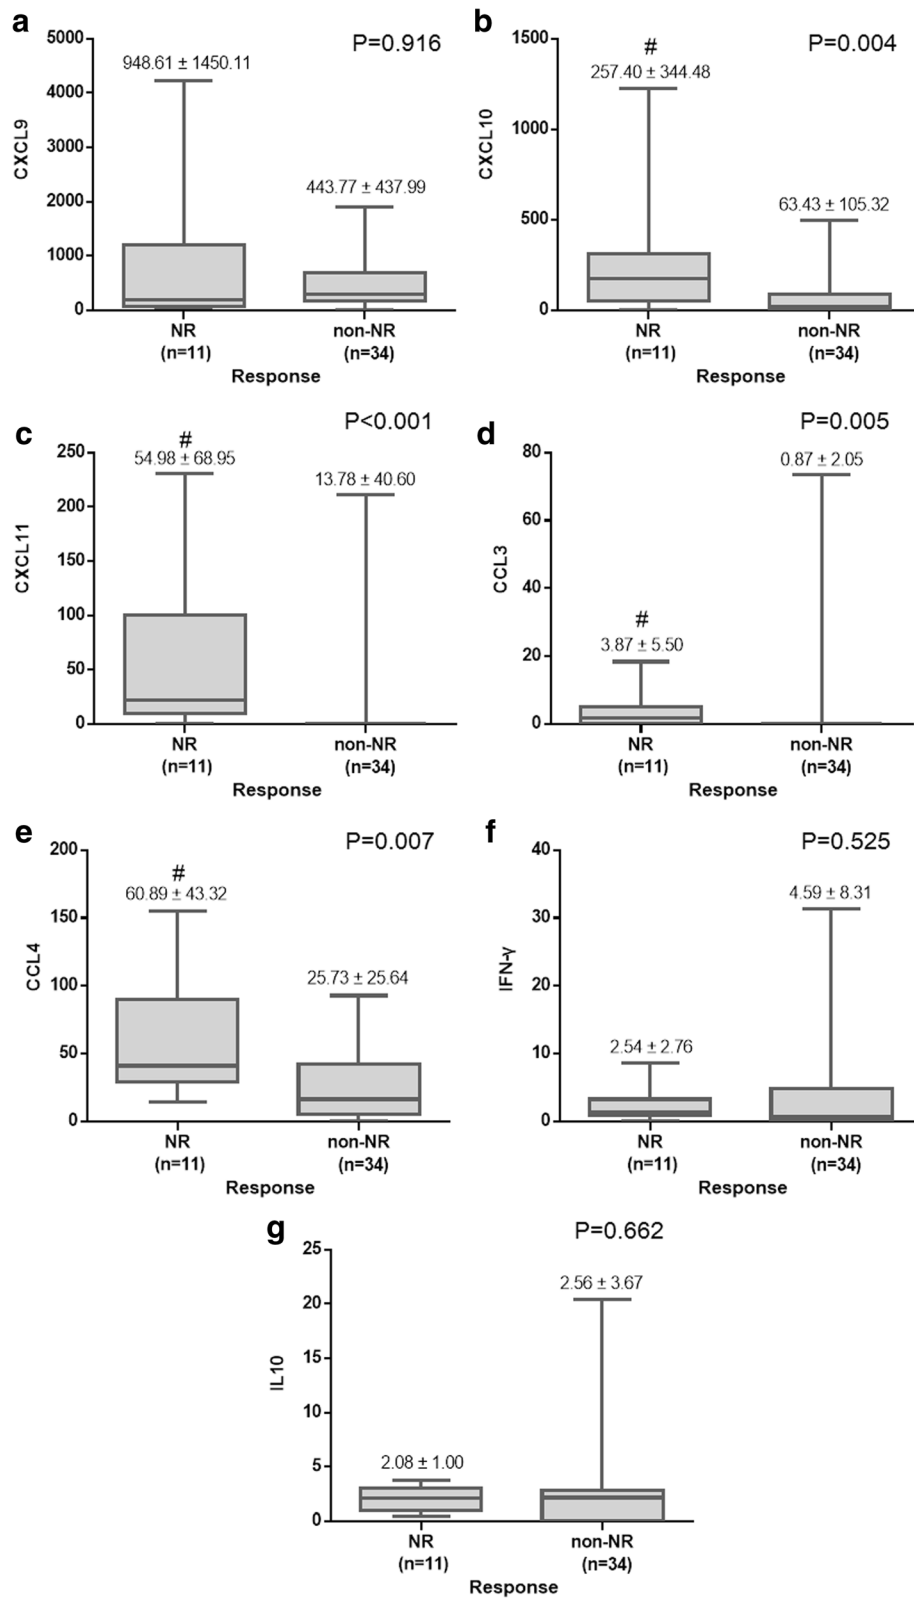 a
P=0.916
CXCL9
5000
4000
3000
2000
1000
0
948.61 ± 1450.11
443.77 ± 437.99
NR
(n=11)
non-NR
(n=34)
Response
b
P=0.004
CXCL10
1500
1000
500
0
#
257.40 ± 344.48
63.43 ± 105.32
NR
(n=11)
non-NR
(n=34)
Response
c
P<0.001
CXCL11
250
200
150
100
50
0
#
54.98 ± 68.95
13.78 ± 40.60
NR
(n=11)
non-NR
(n=34)
Response
d
P=0.005
CCL3
80
60
40
20
0
#
3.87 ± 5.50
0.87 ± 2.05
NR
(n=11)
non-NR
(n=34)
Response
e
P=0.007
CCL4
200
150
100
50
0
#
60.89 ± 43.32
25.73 ± 25.64
NR
(n=11)
non-NR
(n=34)
Response
f
P=0.525
IFN-γ
40
30
20
10
0
2.54 ± 2.76
4.59 ± 8.31
NR
(n=11)
non-NR
(n=34)
Response
g
P=0.662
IL10
25
20
15
10
5
0
2.08 ± 1.00
2.56 ± 3.67
NR
(n=11)
non-NR
(n=34)
Response